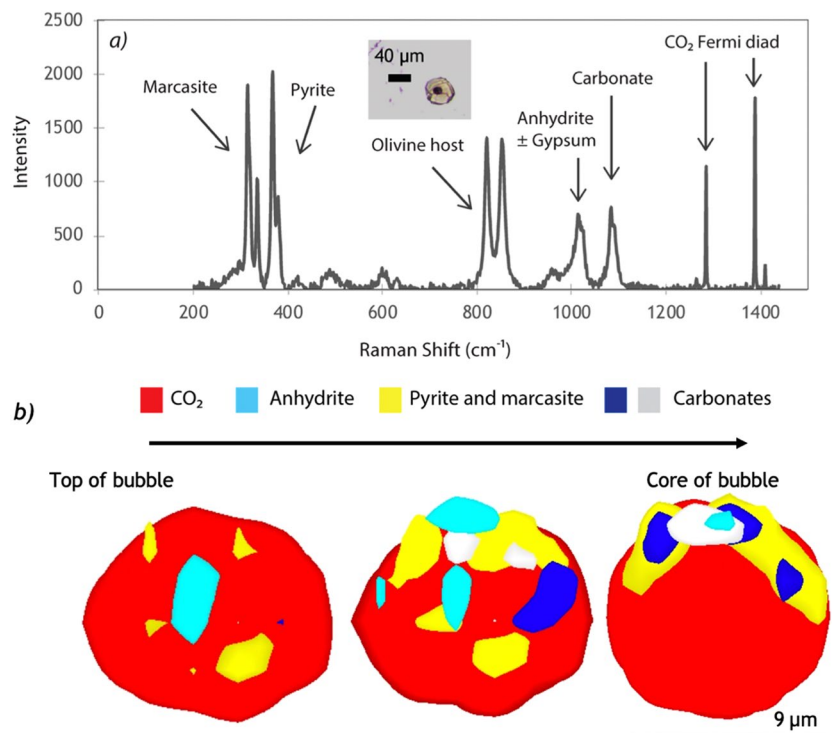 a)
2500
2000
1500
1000
500
0
Intensity
40 µm
CO₂ Fermi diad
Marcasite
Pyrite
Carbonate
Anhydrite
± Gypsum
Olivine host
0 200 400 600 800 1000 1200 1400
Raman Shift (cm⁻¹)
b)
CO₂ Anhydrite Pyrite and marcasite Carbonates
Top of bubble Core of bubble
9 µm